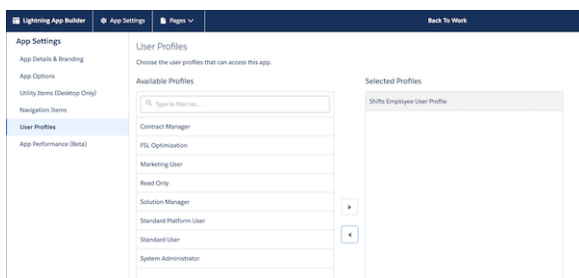 Lightning App Builder
App Settings
Pages
Back To Work
App Settings
App Details & Branding
App Options
Utility Items (Desktop Only)
Navigation Items
User Profiles
App Performance (Beta)
User Profiles
Choose the user profiles that can access this app.
Available Profiles
Type to filter list...
Contract Manager
FSL Optimization
Marketing User
Read Only
Solution Manager
Standard Platform User
Standard User
System Administrator
Selected Profiles
Shifts Employee User Profile